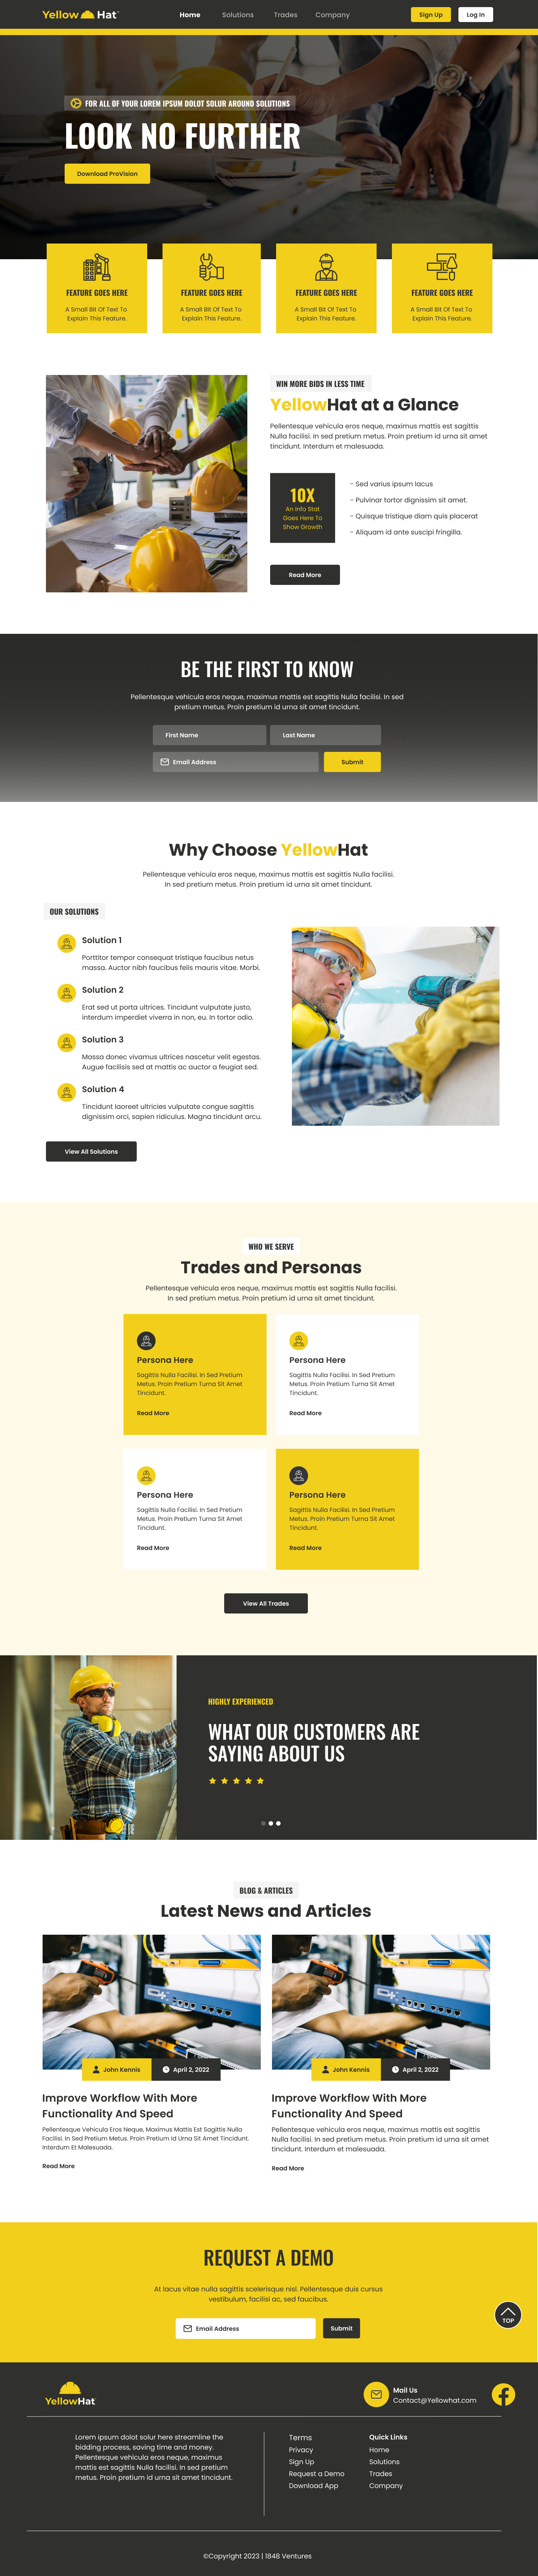 Yellow Hat
Home Solutions Trades Company
Sign Up Log In
FOR ALL OF YOUR LOREM IPSUM DOLOT SOLUR AROUND SOLUTIONS
LOOK NO FURTHER
Download ProVision
FEATURE GOES HERE
A Small Bit Of Text To
Explain This Feature.
FEATURE GOES HERE
A Small Bit Of Text To
Explain This Feature.
FEATURE GOES HERE
A Small Bit Of Text To
Explain This Feature.
FEATURE GOES HERE
A Small Bit Of Text To
Explain This Feature.
WIN MORE BIDS IN LESS TIME
YellowHat at a Glance
Pellentesque vehicula eros neque, maximus mattis est sagittis
Nulla facilisi. In sed pretium metus. Proin pretium id urna sit amet
tincidunt. Interdum et malesuada.
10X
An Info Stat
Goes Here To
Show Growth
- Sed varius ipsum lacus
- Pulvinar tortor dignissim sit amet.
- Quisque tristique diam quis placerat
- Aliquam id ante suscipi fringilla.
Read More
BE THE FIRST TO KNOW
Pellentesque vehicula eros neque, maximus mattis est sagittis Nulla facilisi. In sed
pretium metus. Proin pretium id urna sit amet tincidunt.
First Name Last Name
Email Address Submit
Why Choose YellowHat
Pellentesque vehicula eros neque, maximus mattis est sagittis Nulla facilisi.
In sed pretium metus. Proin pretium id urna sit amet tincidunt.
OUR SOLUTIONS
Solution 1
Porttitor tempor consequat tristique faucibus netus
massa. Auctor nibh faucibus felis mauris vitae. Morbi.
Solution 2
Erat sed ut porta ultrices. Tincidunt vulputate justo,
interdum imperdiet viverra in non, eu. In tortor odio.
Solution 3
Massa donec vivamus ultrices nascetur velit egestas.
Augue facilisis sed at mattis ac auctor a feugiat sed.
Solution 4
Tincidunt laoreet ultricies vulputate congue sagittis
dignissim orci, sapien ridiculus. Magna tincidunt arcu.
View All Solutions
WHO WE SERVE
Trades and Personas
Pellentesque vehicula eros neque, maximus mattis est sagittis Nulla facilisi.
In sed pretium metus. Proin pretium id urna sit amet tincidunt.
Persona Here
Sagittis Nulla Facilisi. In Sed Pretium
Metus. Proin Pretium Turna Sit Amet
Tincidunt.
Read More
Persona Here
Sagittis Nulla Facilisi. In Sed Pretium
Metus. Proin Pretium Turna Sit Amet
Tincidunt.
Read More
Persona Here
Sagittis Nulla Facilisi. In Sed Pretium
Metus. Proin Pretium Turna Sit Amet
Tincidunt.
Read More
Persona Here
Sagittis Nulla Facilisi. In Sed Pretium
Metus. Proin Pretium Turna Sit Amet
Tincidunt.
Read More
View All Trades
HIGHLY EXPERIENCED
WHAT OUR CUSTOMERS ARE
SAYING ABOUT US
BLOG & ARTICLES
Latest News and Articles
John Kennis April 2, 2022
Improve Workflow With More
Functionality And Speed
Pellentesque Vehicula Eros Neque, Maximus Mattis Est Sagittis Nulla
Facilisi. In Sed Pretium Metus. Proin Pretium Id Urna Sit Amet Tincidunt.
Interdum Et Malesuada.
Read More
John Kennis April 2, 2022
Improve Workflow With More
Functionality And Speed
Pellentesque vehicula eros neque, maximus mattis est sagittis
Nulla facilisi. In sed pretium metus. Proin pretium id urna sit amet
tincidunt. Interdum et malesuada.
Read More
REQUEST A DEMO
At lacus vitae nulla sagittis scelerisque nisl. Pellentesque duis cursus
vestibulum, facilisi ac, sed faucibus.
Email Address Submit
TOP
YellowHat
Mail Us
Contact@Yellowhat.com
Lorem ipsum dolot solur here streamline the
bidding process, saving time and money.
Pellentesque vehicula eros neque, maximus
mattis est sagittis Nulla facilisi. In sed pretium
metus. Proin pretium id urna sit amet tincidunt.
Terms
Privacy
Sign Up
Request a Demo
Download App
Quick Links
Home
Solutions
Trades
Company
©Copyright 2023 | 1848 Ventures